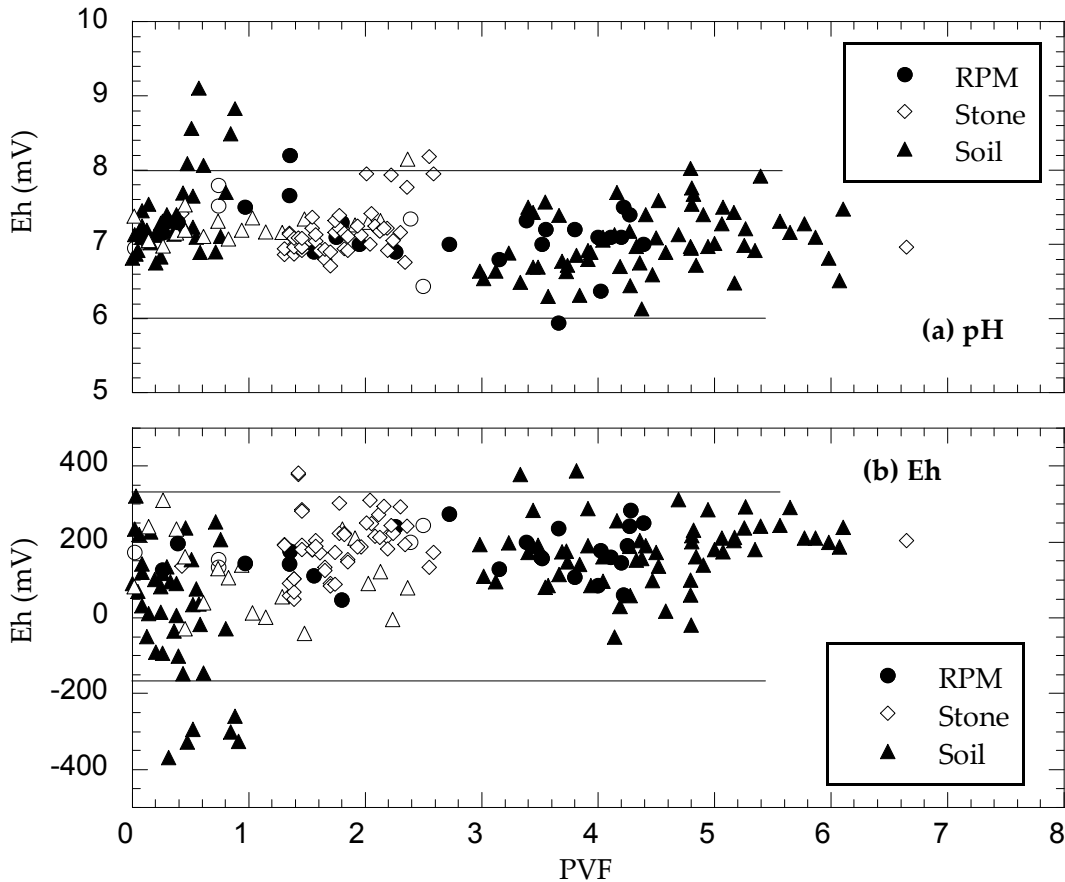 10
9
8
7
6
5
Eh (mV)
RPM
Stone
Soil
(a) pH
400
200
0
-200
-400
Eh (mV)
(b) Eh
RPM
Stone
Soil
0 1 2 3 4 5 6 7 8
PVF